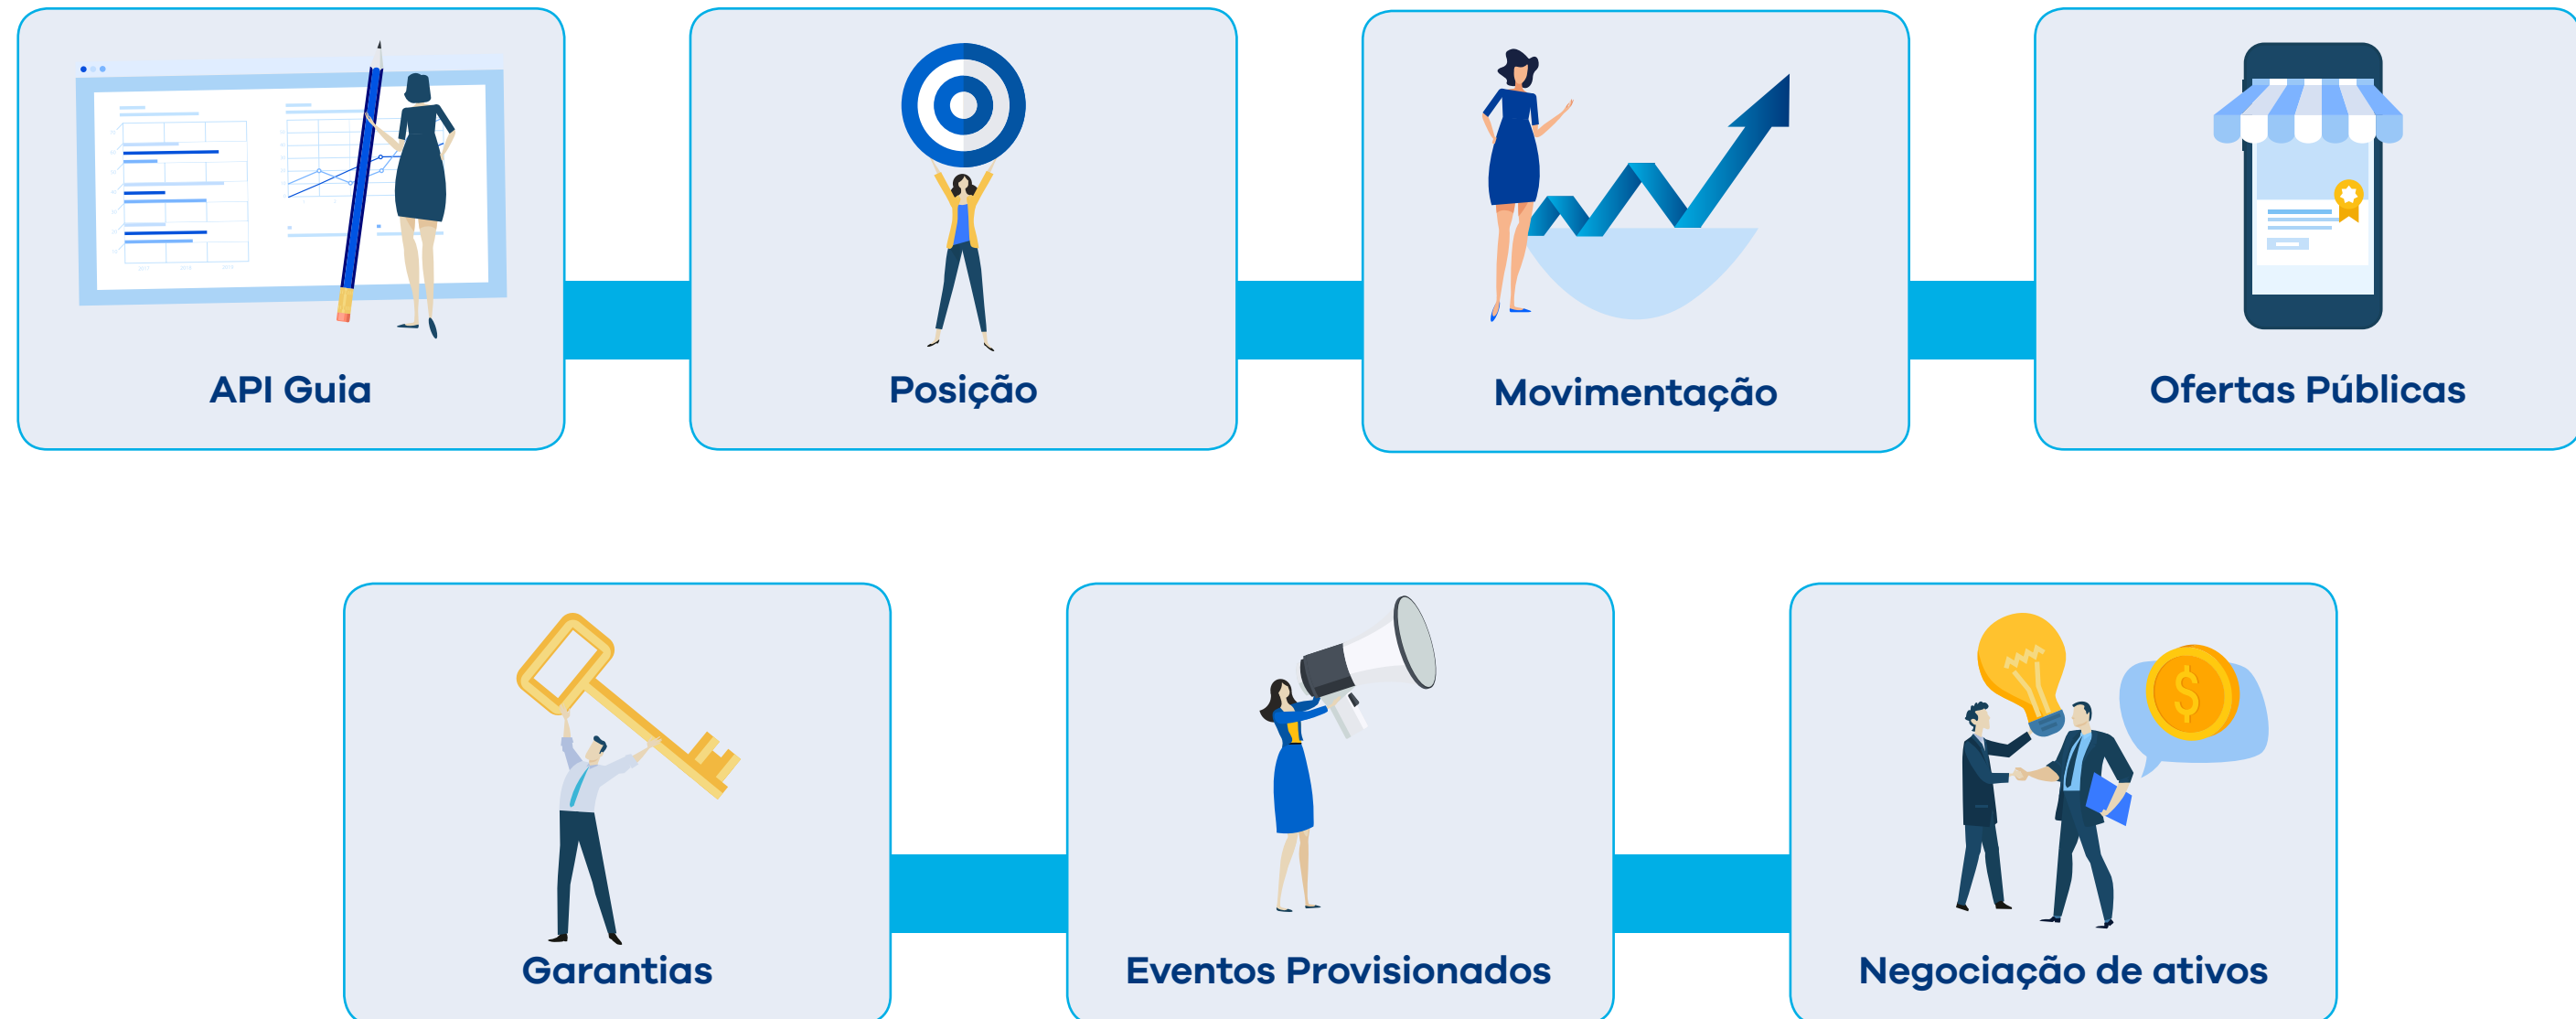 API Guia
Posição
Movimentação
Ofertas Públicas
Garantias
Eventos Provisionados
Negociação de ativos